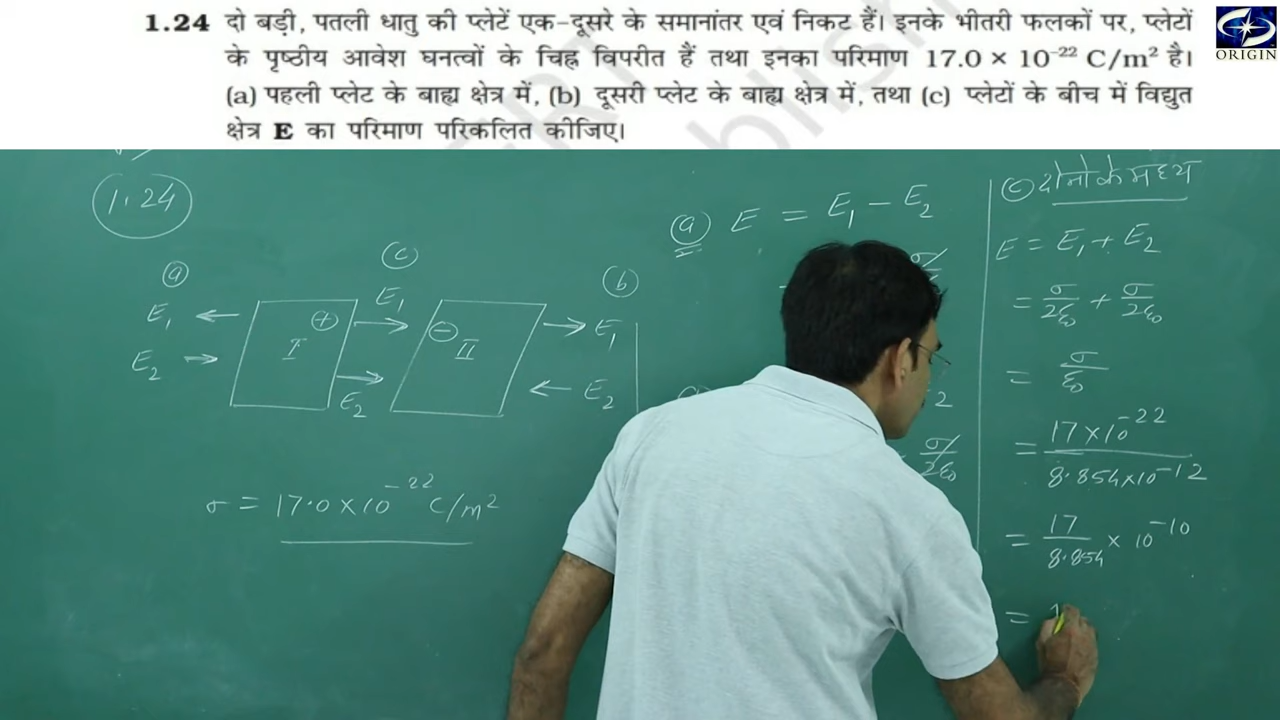 1.24 दो बड़ी, पतली धातु की प्लेटें एक-दूसरे के समानांतर एवं निकट हैं। इनके भीतरी फलकों पर, प्लेटों
के पृष्ठीय आवेश घनत्वों के चिह्न विपरीत हैं तथा इनका परिमाण 17.0 × 10⁻²² C/m² है।
(a) पहली प्लेट के बाह्य क्षेत्र में, (b) दूसरी प्लेट के बाह्य क्षेत्र में, तथा (c) प्लेटों के बीच में विद्युत
क्षेत्र E का परिमाण परिकलित कीजिए।
ORIGIN
1.24
(a)
(c)
(b)
E₁
E₁
E₁
+
I
−
II
E₂
E₂
E₂
σ = 17.0 × 10⁻²² C/m²
(a) E = E₁ − E₂
2
σ/2ε₀
(c) दोनो के मध्य
E = E₁ + E₂
= σ/2ε₀ + σ/2ε₀
= σ/ε₀
= 17 × 10⁻²² / 8.854 × 10⁻¹²
= 17/8.854 × 10⁻¹⁰
=